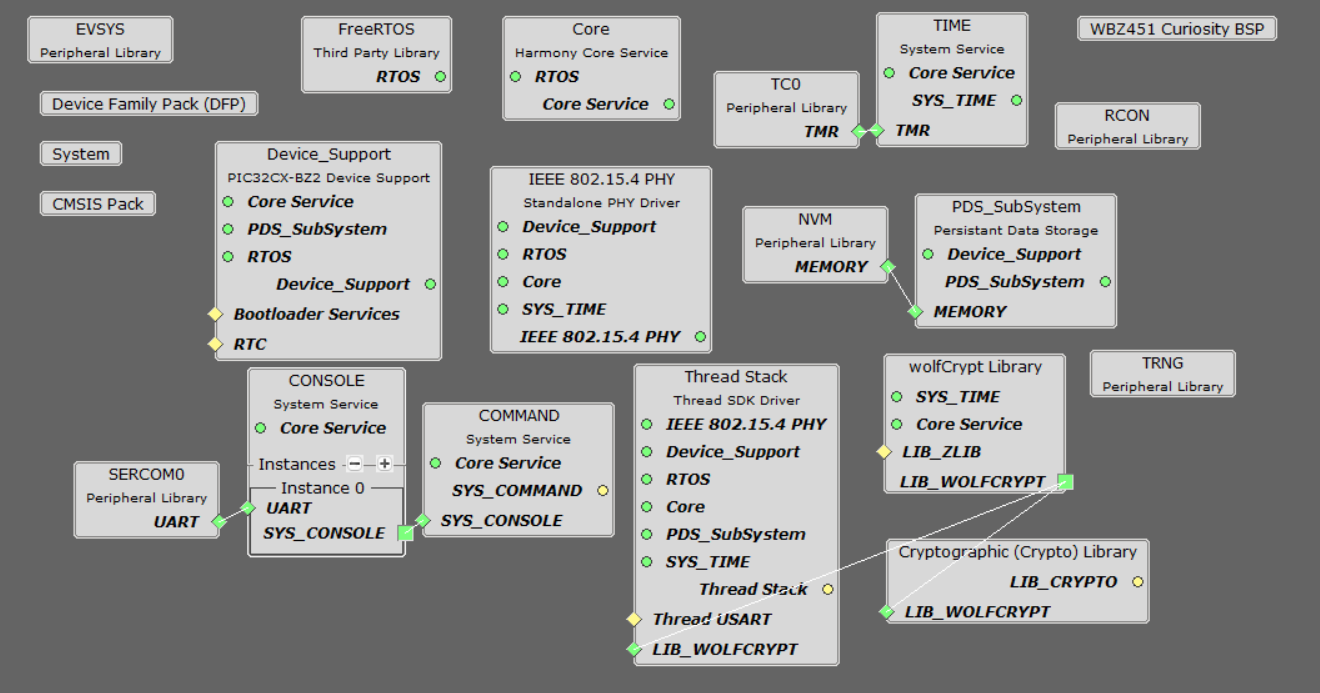 EVSYS
Peripheral Library
FreeRTOS
Third Party Library
RTOS
Core
Harmony Core Service
RTOS
Core Service
TIME
System Service
Core Service
SYS_TIME
TMR
WBZ451 Curiosity BSP
TC0
Peripheral Library
TMR
Device Family Pack (DFP)
RCON
Peripheral Library
System
CMSIS Pack
Device_Support
PIC32CX-BZ2 Device Support
Core Service
PDS_SubSystem
RTOS
Device_Support
Bootloader Services
RTC
IEEE 802.15.4 PHY
Standalone PHY Driver
Device_Support
RTOS
Core
SYS_TIME
IEEE 802.15.4 PHY
NVM
Peripheral Library
MEMORY
PDS_SubSystem
Persistant Data Storage
Device_Support
PDS_SubSystem
MEMORY
CONSOLE
System Service
Core Service
Instances
Instance 0
UART
SYS_CONSOLE
SERCOM0
Peripheral Library
UART
COMMAND
System Service
Core Service
SYS_COMMAND
SYS_CONSOLE
Thread Stack
Thread SDK Driver
IEEE 802.15.4 PHY
Device_Support
RTOS
Core
PDS_SubSystem
SYS_TIME
Thread Stack
Thread USART
LIB_WOLFCRYPT
wolfCrypt Library
SYS_TIME
Core Service
LIB_ZLIB
LIB_WOLFCRYPT
TRNG
Peripheral Library
Cryptographic (Crypto) Library
LIB_CRYPTO
LIB_WOLFCRYPT